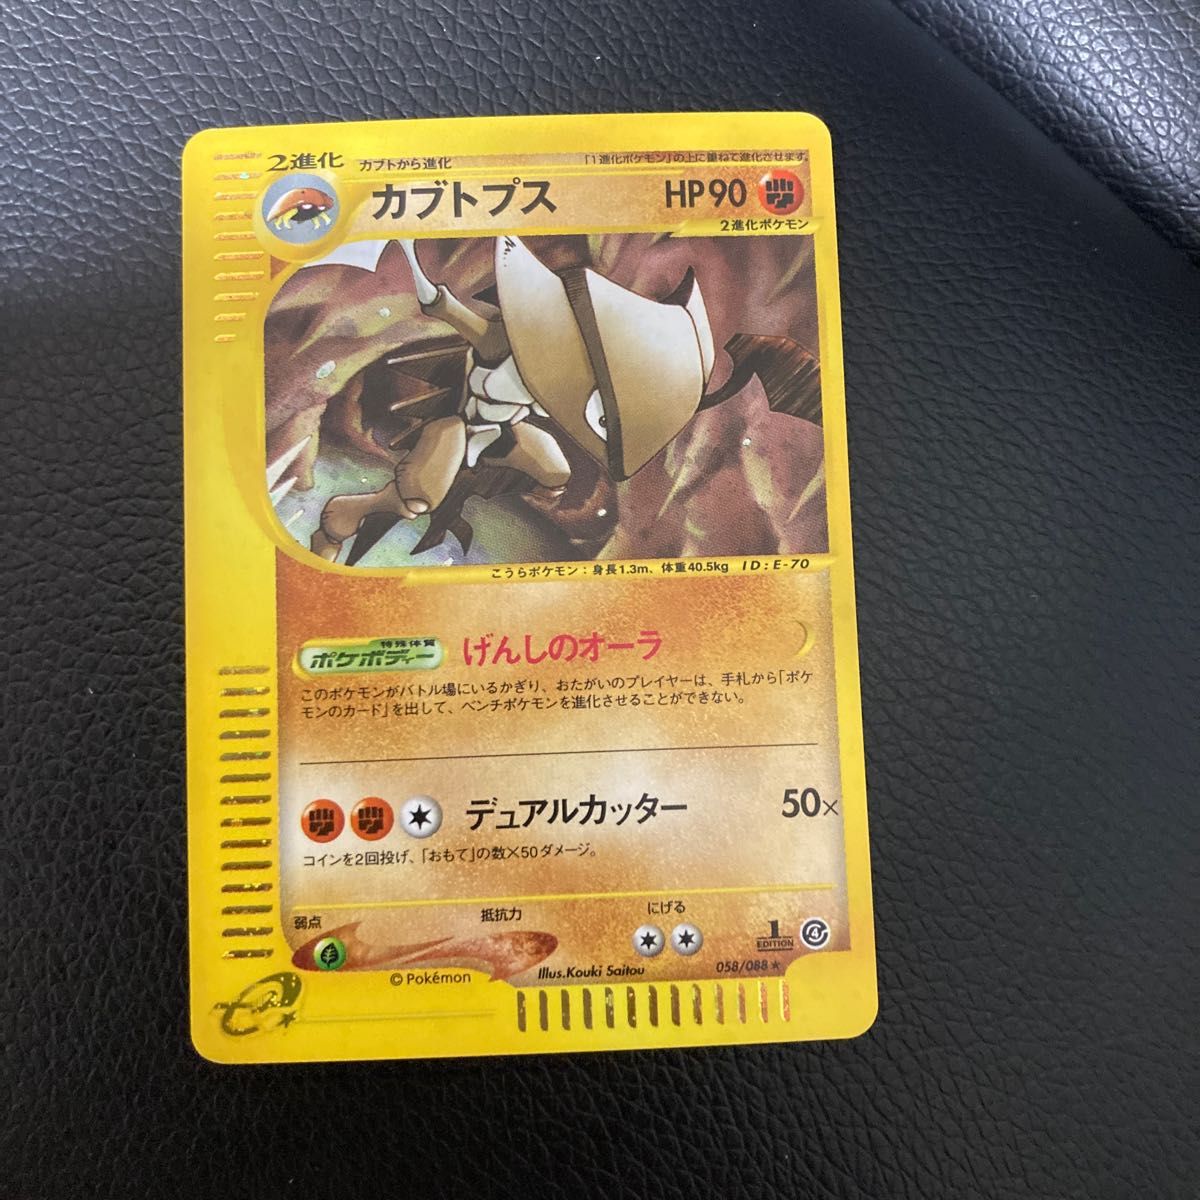 2進化 カブトから進化 「1進化ポケモン」の上に重ねて進化させます。
カブトプス HP90
2進化ポケモン
こうらポケモン：身長1.3m、体重40.5kg ID:E-70
特殊体質
ポケボディー げんしのオーラ
このポケモンがバトル場にいるかぎり、おたがいのプレイヤーは、手札から「ポケ
モンのカード」を出して、ベンチポケモンを進化させることができない。
デュアルカッター 50×
コインを2回投げ、「おもて」の数×50ダメージ。
弱点 抵抗力 にげる
1
EDITION 4
©Pokémon Illus.Kouki Saitou 058/088★
e